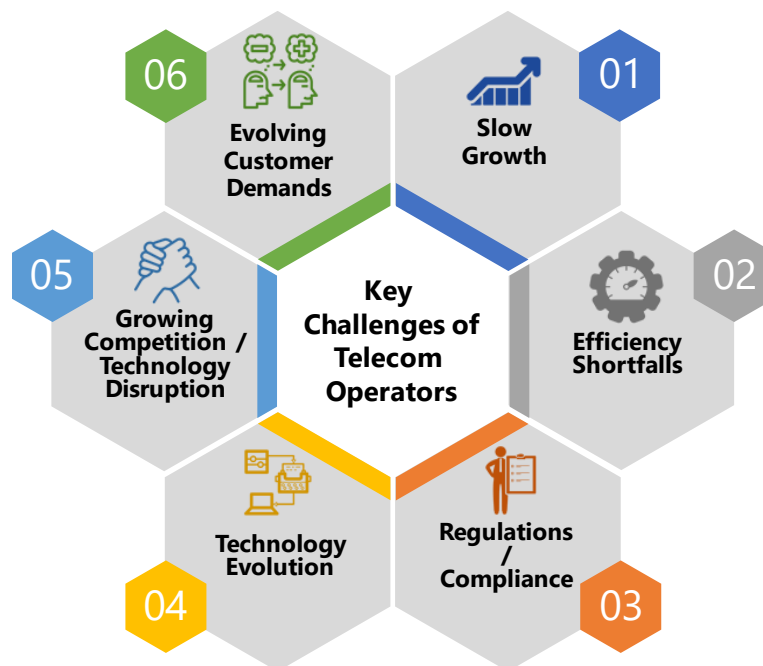 Key
Challenges of
Telecom
Operators
01
Slow
Growth
02
Efficiency
Shortfalls
03
Regulations
/
Compliance
04
Technology
Evolution
05
Growing
Competition /
Technology
Disruption
06
Evolving
Customer
Demands